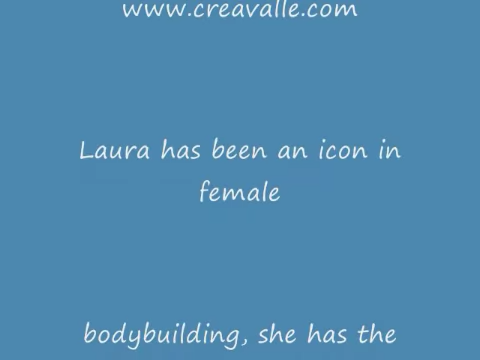 www.creavalle.com
Laura has been an icon in
female
bodybuilding, she has the